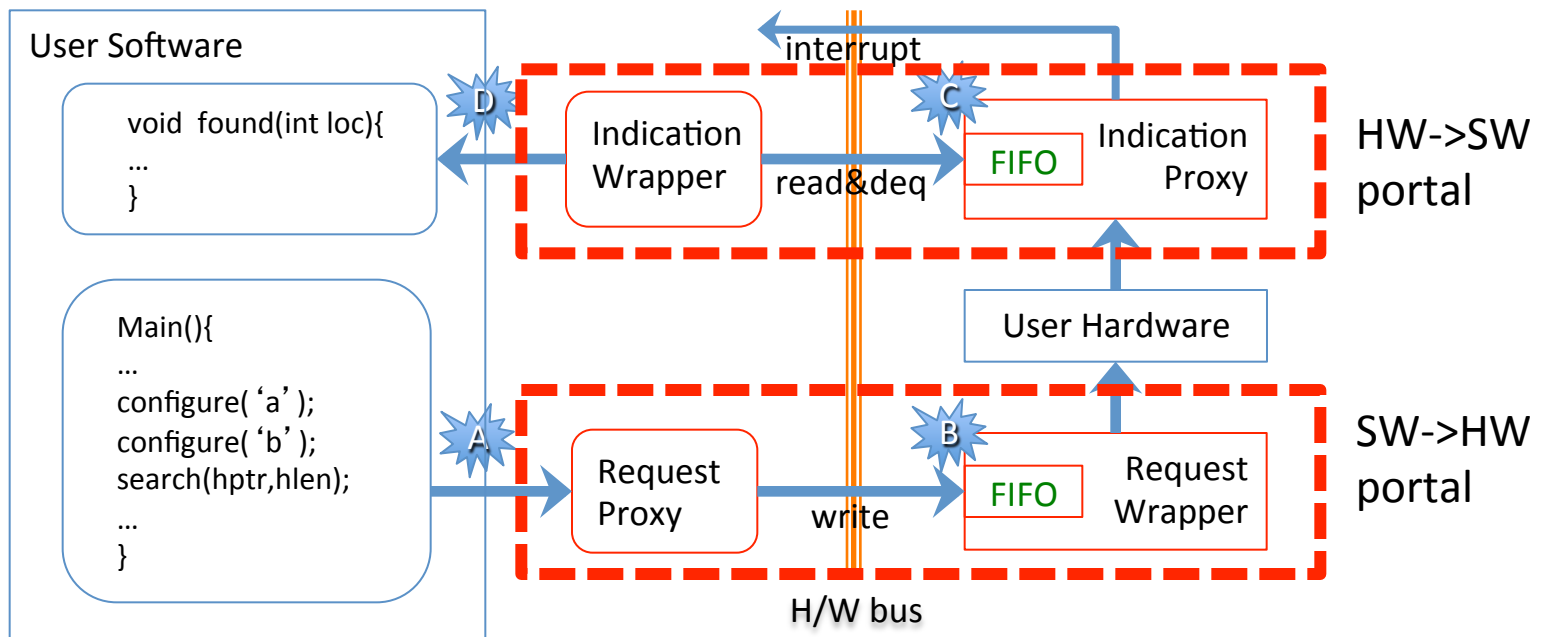 User Software
interrupt
D
C
void found(int loc){
…
}
Indication
Wrapper
read&deq
FIFO
Indication
Proxy
HW->SW
portal
User Hardware
Main(){
…
configure( ‘a’ );
configure( ‘b’ );
search(hptr,hlen);
…
}
A
B
Request
Proxy
write
FIFO
Request
Wrapper
SW->HW
portal
H/W bus